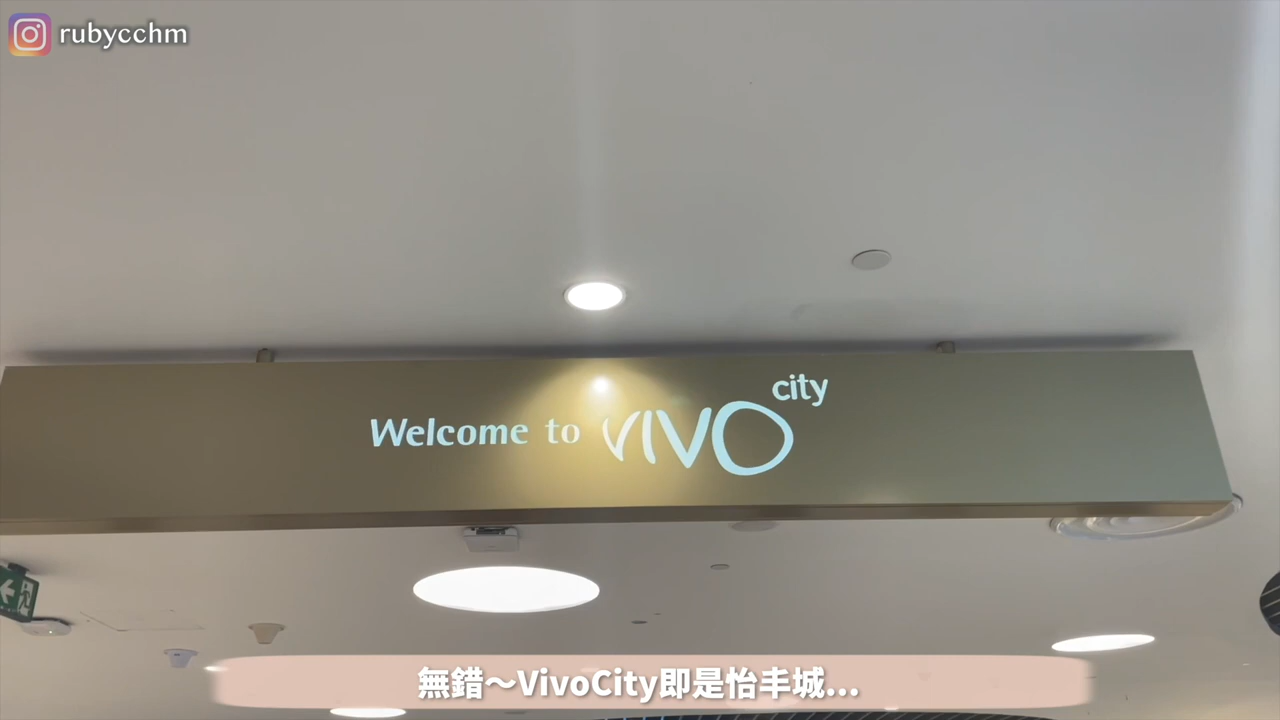 rubycchm
Welcome to VIVO city
無錯～VivoCity即是怡丰城...